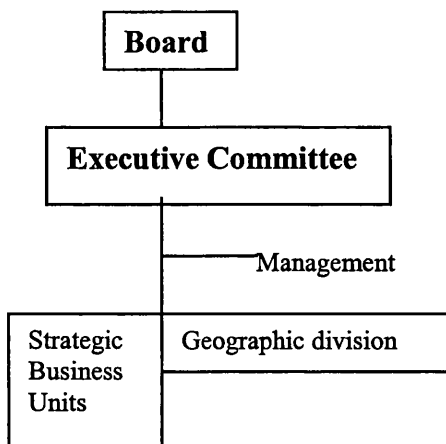 Board
Executive Committee
Management
Strategic
Business
Units
Geographic division